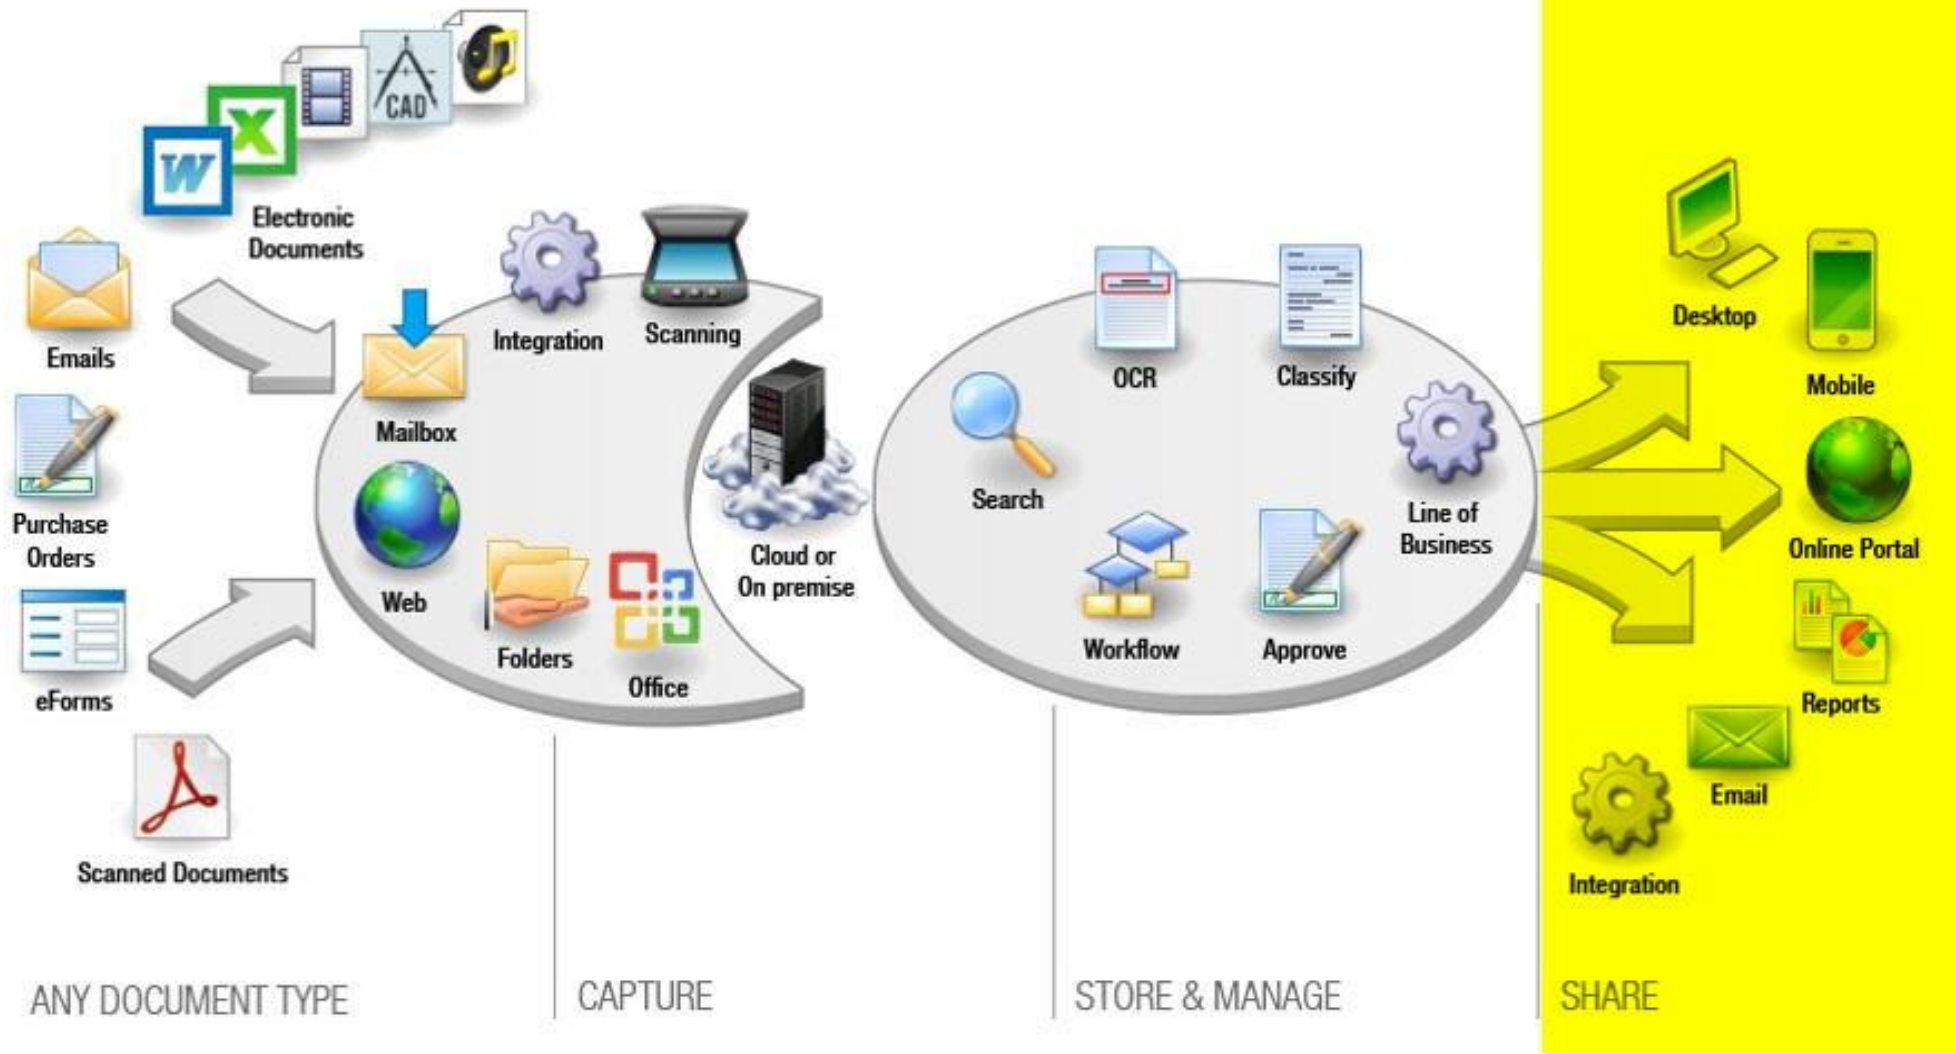 CAD
W
X
Electronic
Documents
Emails
Purchase
Orders
eForms
Scanned Documents
Integration
Scanning
Mailbox
Web
Folders
Office
Cloud or
On premise
OCR
Classify
Search
Line of
Business
Workflow
Approve
Desktop
Mobile
Online Portal
Reports
Email
Integration
ANY DOCUMENT TYPE
CAPTURE
STORE & MANAGE
SHARE